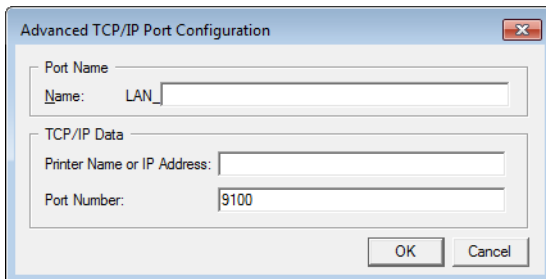 Advanced TCP/IP Port Configuration
Port Name
Name: LAN_
TCP/IP Data
Printer Name or IP Address:
Port Number: 9100
OK Cancel